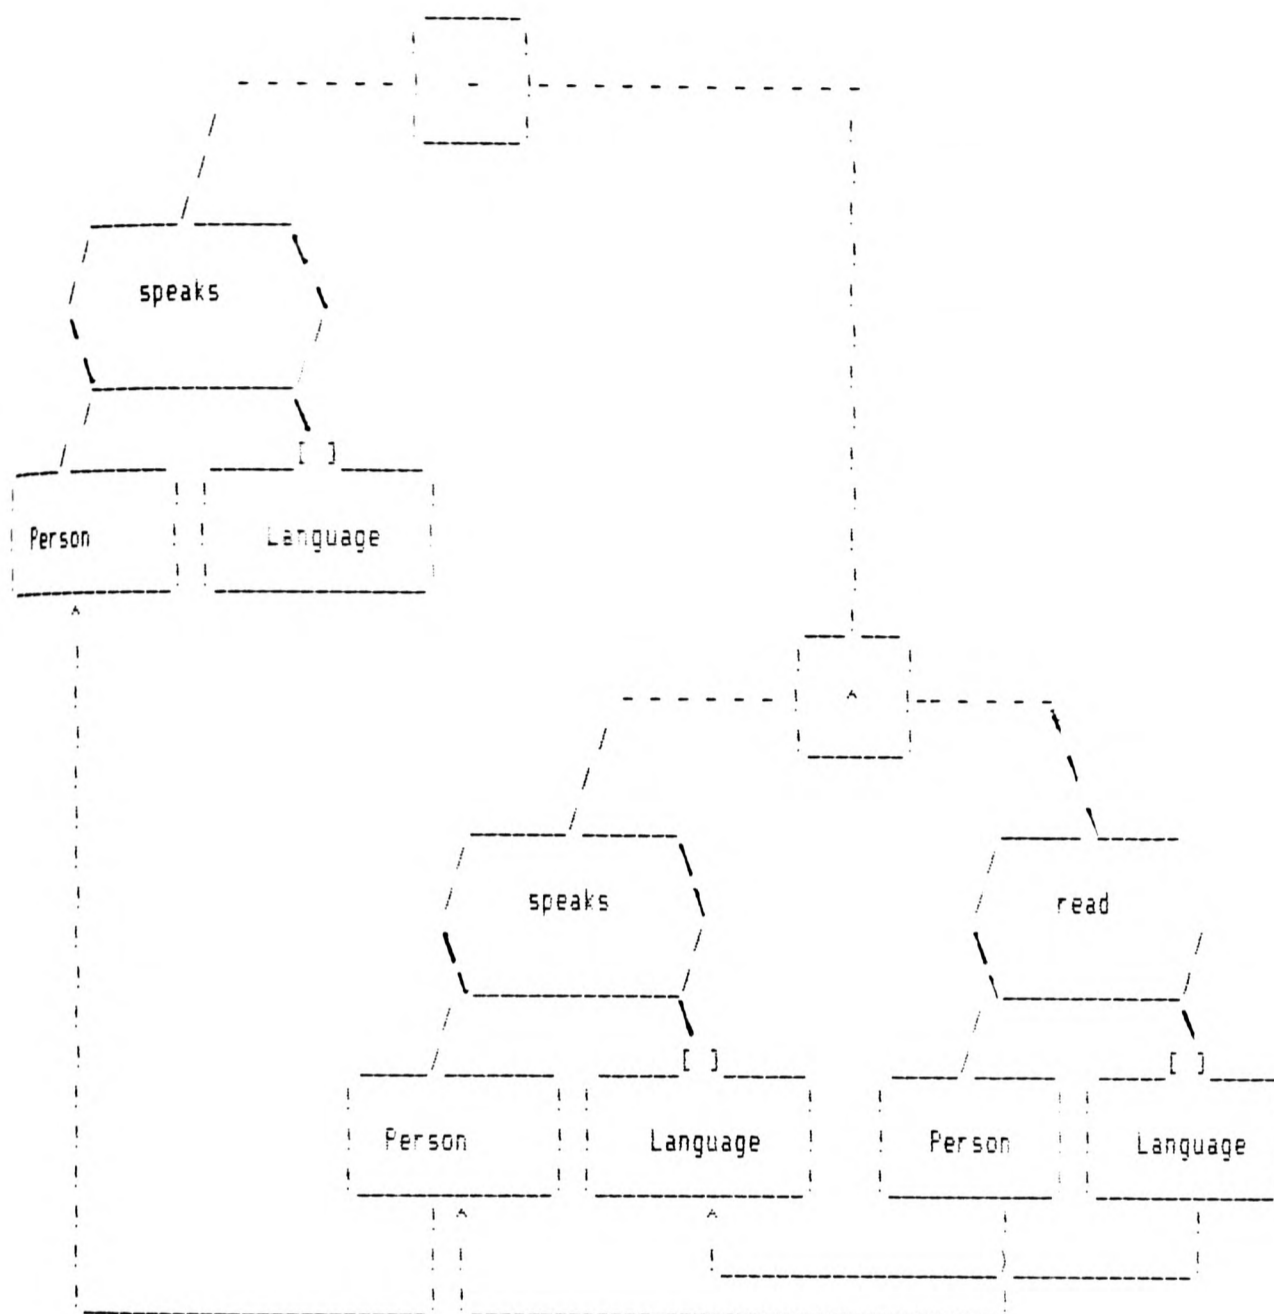 -
speaks
[ ]
Person Language
^
^
speaks read
[ ] [ ]
Person Language Person Language
^ ^